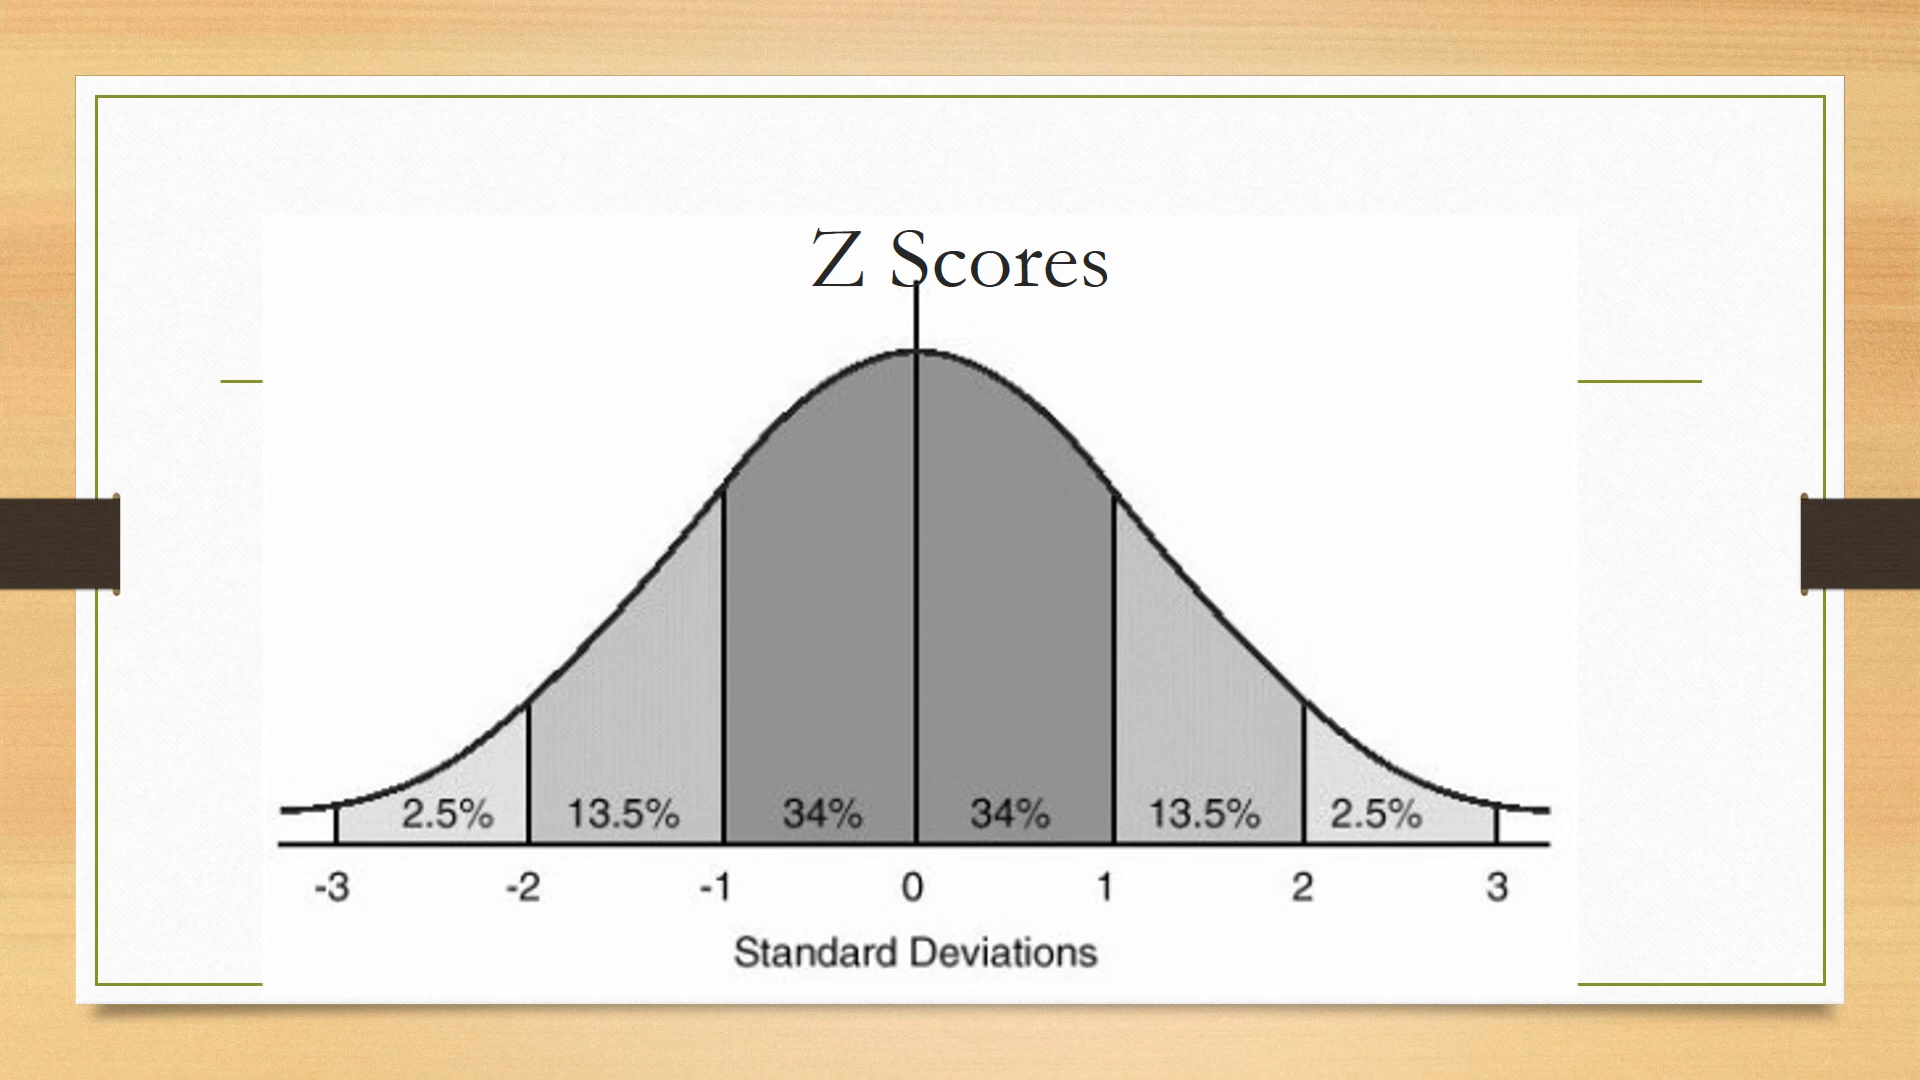 Z Scores
2.5% 13.5% 34% 34% 13.5% 2.5%
-3 -2 -1 0 1 2 3
Standard Deviations